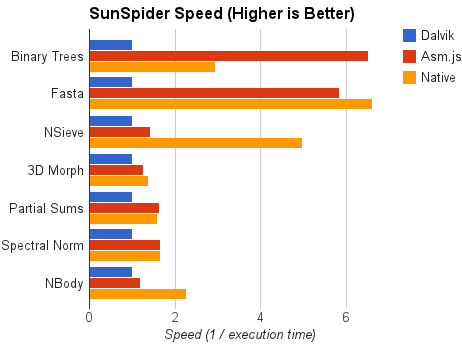 SunSpider Speed (Higher is Better)
Dalvik
Asm.js
Native
Binary Trees
Fasta
NSieve
3D Morph
Partial Sums
Spectral Norm
NBody
0 2 4 6
Speed (1 / execution time)